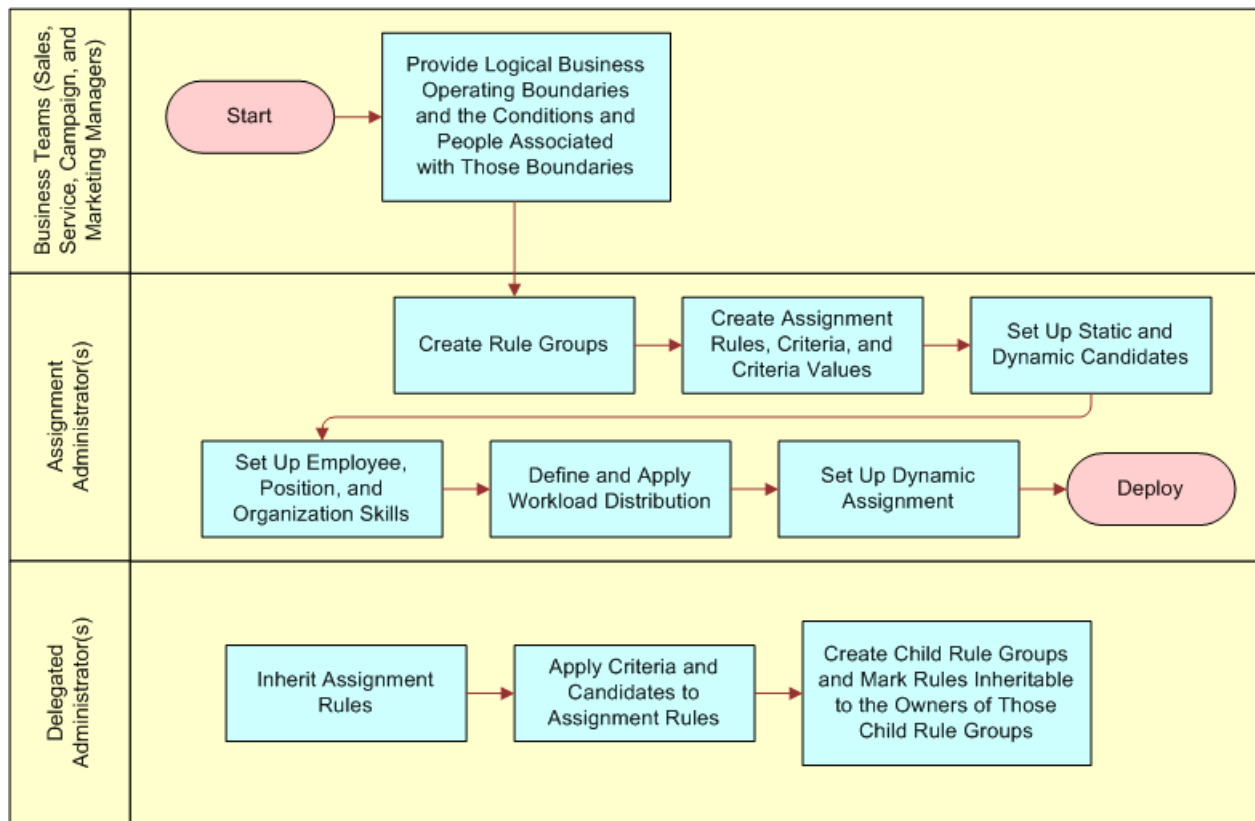 Business Teams (Sales,
Service, Campaign, and
Marketing Managers)
Start
Provide Logical Business
Operating Boundaries
and the Conditions and
People Associated
with Those Boundaries
Assignment
Administrator(s)
Create Rule Groups
Create Assignment
Rules, Criteria, and
Criteria Values
Set Up Static and
Dynamic Candidates
Set Up Employee,
Position, and
Organization Skills
Define and Apply
Workload Distribution
Set Up Dynamic
Assignment
Deploy
Delegated
Administrator(s)
Inherit Assignment
Rules
Apply Criteria and
Candidates to
Assignment Rules
Create Child Rule Groups
and Mark Rules Inheritable
to the Owners of Those
Child Rule Groups